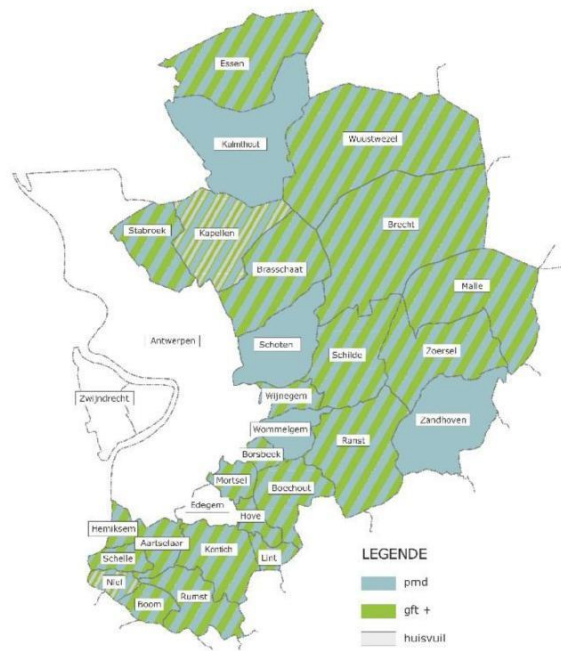 Essen
Kalmthout
Wuustwezel
Stabroek
Kapellen
Brecht
Brasschaat
Malle
Antwerpen
Schoten
Schilde
Zoersel
Zwijndrecht
Wijnegem
Zandhoven
Wommelgem
Ranst
Borsbeek
Mortsel
Boechout
Edegem
Hove
Hemiksem
Aartselaar
Kontich
Lint
Schelle
Niel
Boom
Rumst
LEGENDE
pmd
gft +
huisvuil